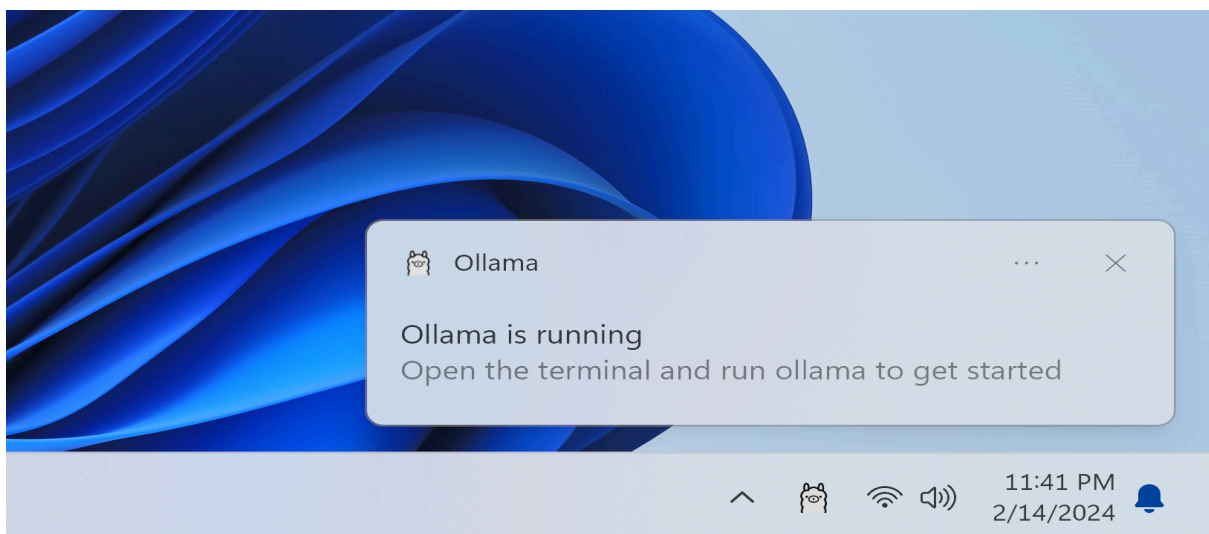 Ollama
Ollama is running
Open the terminal and run ollama to get started
11:41 PM
2/14/2024